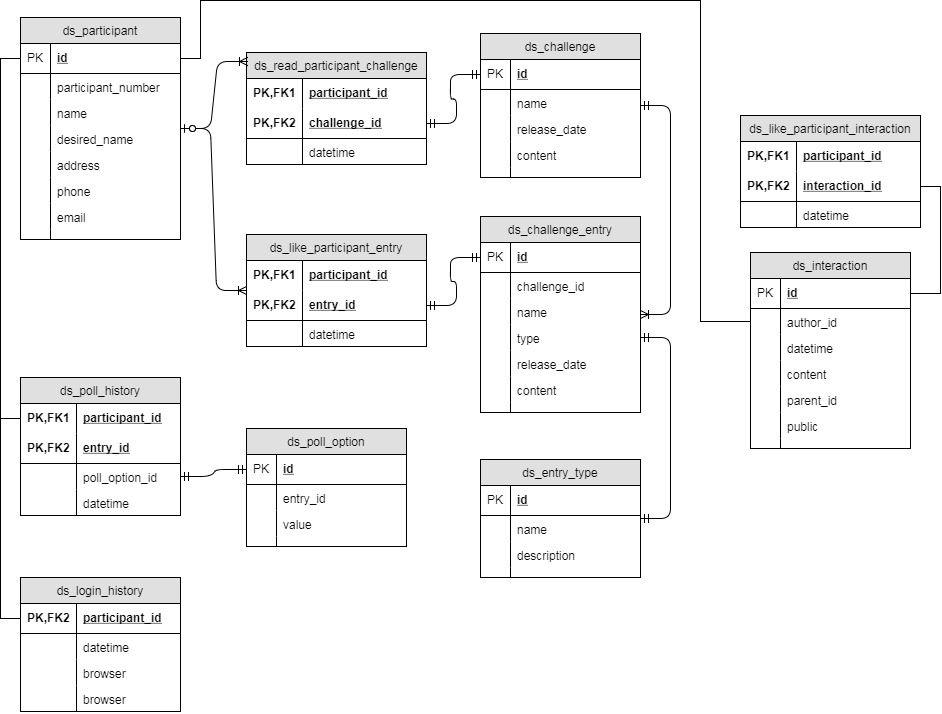 ds_participant
PK id
participant_number
name
desired_name
address
phone
email
ds_read_participant_challenge
PK,FK1 participant_id
PK,FK2 challenge_id
datetime
ds_challenge
PK id
name
release_date
content
ds_like_participant_interaction
PK,FK1 participant_id
PK,FK2 interaction_id
datetime
ds_like_participant_entry
PK,FK1 participant_id
PK,FK2 entry_id
datetime
ds_challenge_entry
PK id
challenge_id
name
type
release_date
content
ds_interaction
PK id
author_id
datetime
content
parent_id
public
ds_poll_history
PK,FK1 participant_id
PK,FK2 entry_id
poll_option_id
datetime
ds_poll_option
PK id
entry_id
value
ds_entry_type
PK id
name
description
ds_login_history
PK,FK2 participant_id
datetime
browser
browser